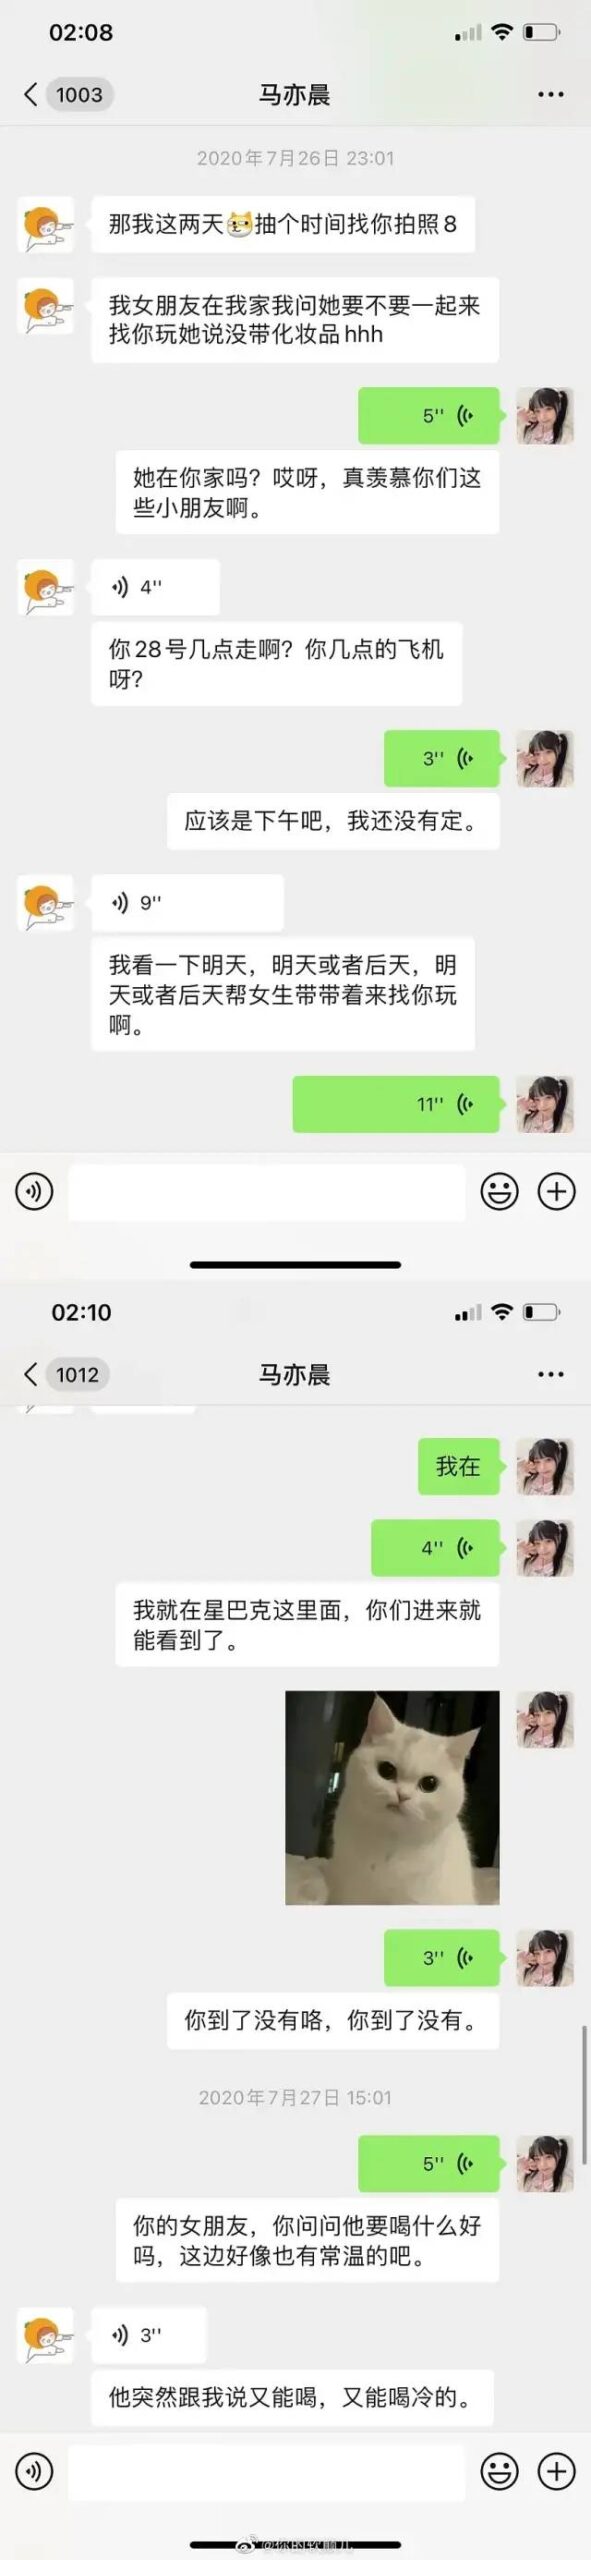 02:08
1003
马亦晨
2020年7月26日 23:01
那我这两天抽个时间找你拍照8
我女朋友在我家我问她要不要一起来
找你玩她说没带化妆品hhh
5''
她在你家吗？哎呀，真羡慕你们这
些小朋友啊。
4''
你28号几点走啊？你几点的飞机
呀？
3''
应该是下午吧，我还没有定。
9''
我看一下明天，明天或者后天，明
天或者后天帮女生带带着来找你玩
啊。
11''
02:10
1012
马亦晨
我在
4''
我就在星巴克这里面，你们进来就
能看到了。
3''
你到了没有咯，你到了没有。
2020年7月27日 15:01
5''
你的女朋友，你问问他要喝什么好
吗，这边好像也有常温的吧。
3''
他突然跟我说又能喝，又能喝冷的。